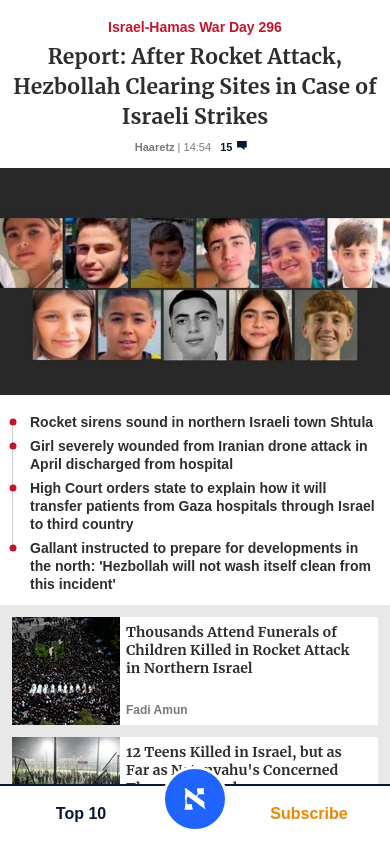 Israel-Hamas War Day 296
Report: After Rocket Attack,
Hezbollah Clearing Sites in Case of
Israeli Strikes
Haaretz | 14:54 15
Rocket sirens sound in northern Israeli town Shtula
Girl severely wounded from Iranian drone attack in
April discharged from hospital
High Court orders state to explain how it will
transfer patients from Gaza hospitals through Israel
to third country
Gallant instructed to prepare for developments in
the north: 'Hezbollah will not wash itself clean from
this incident'
Thousands Attend Funerals of
Children Killed in Rocket Attack
in Northern Israel
Fadi Amun
12 Teens Killed in Israel, but as
Far as Concerned
Top 10
Subscribe